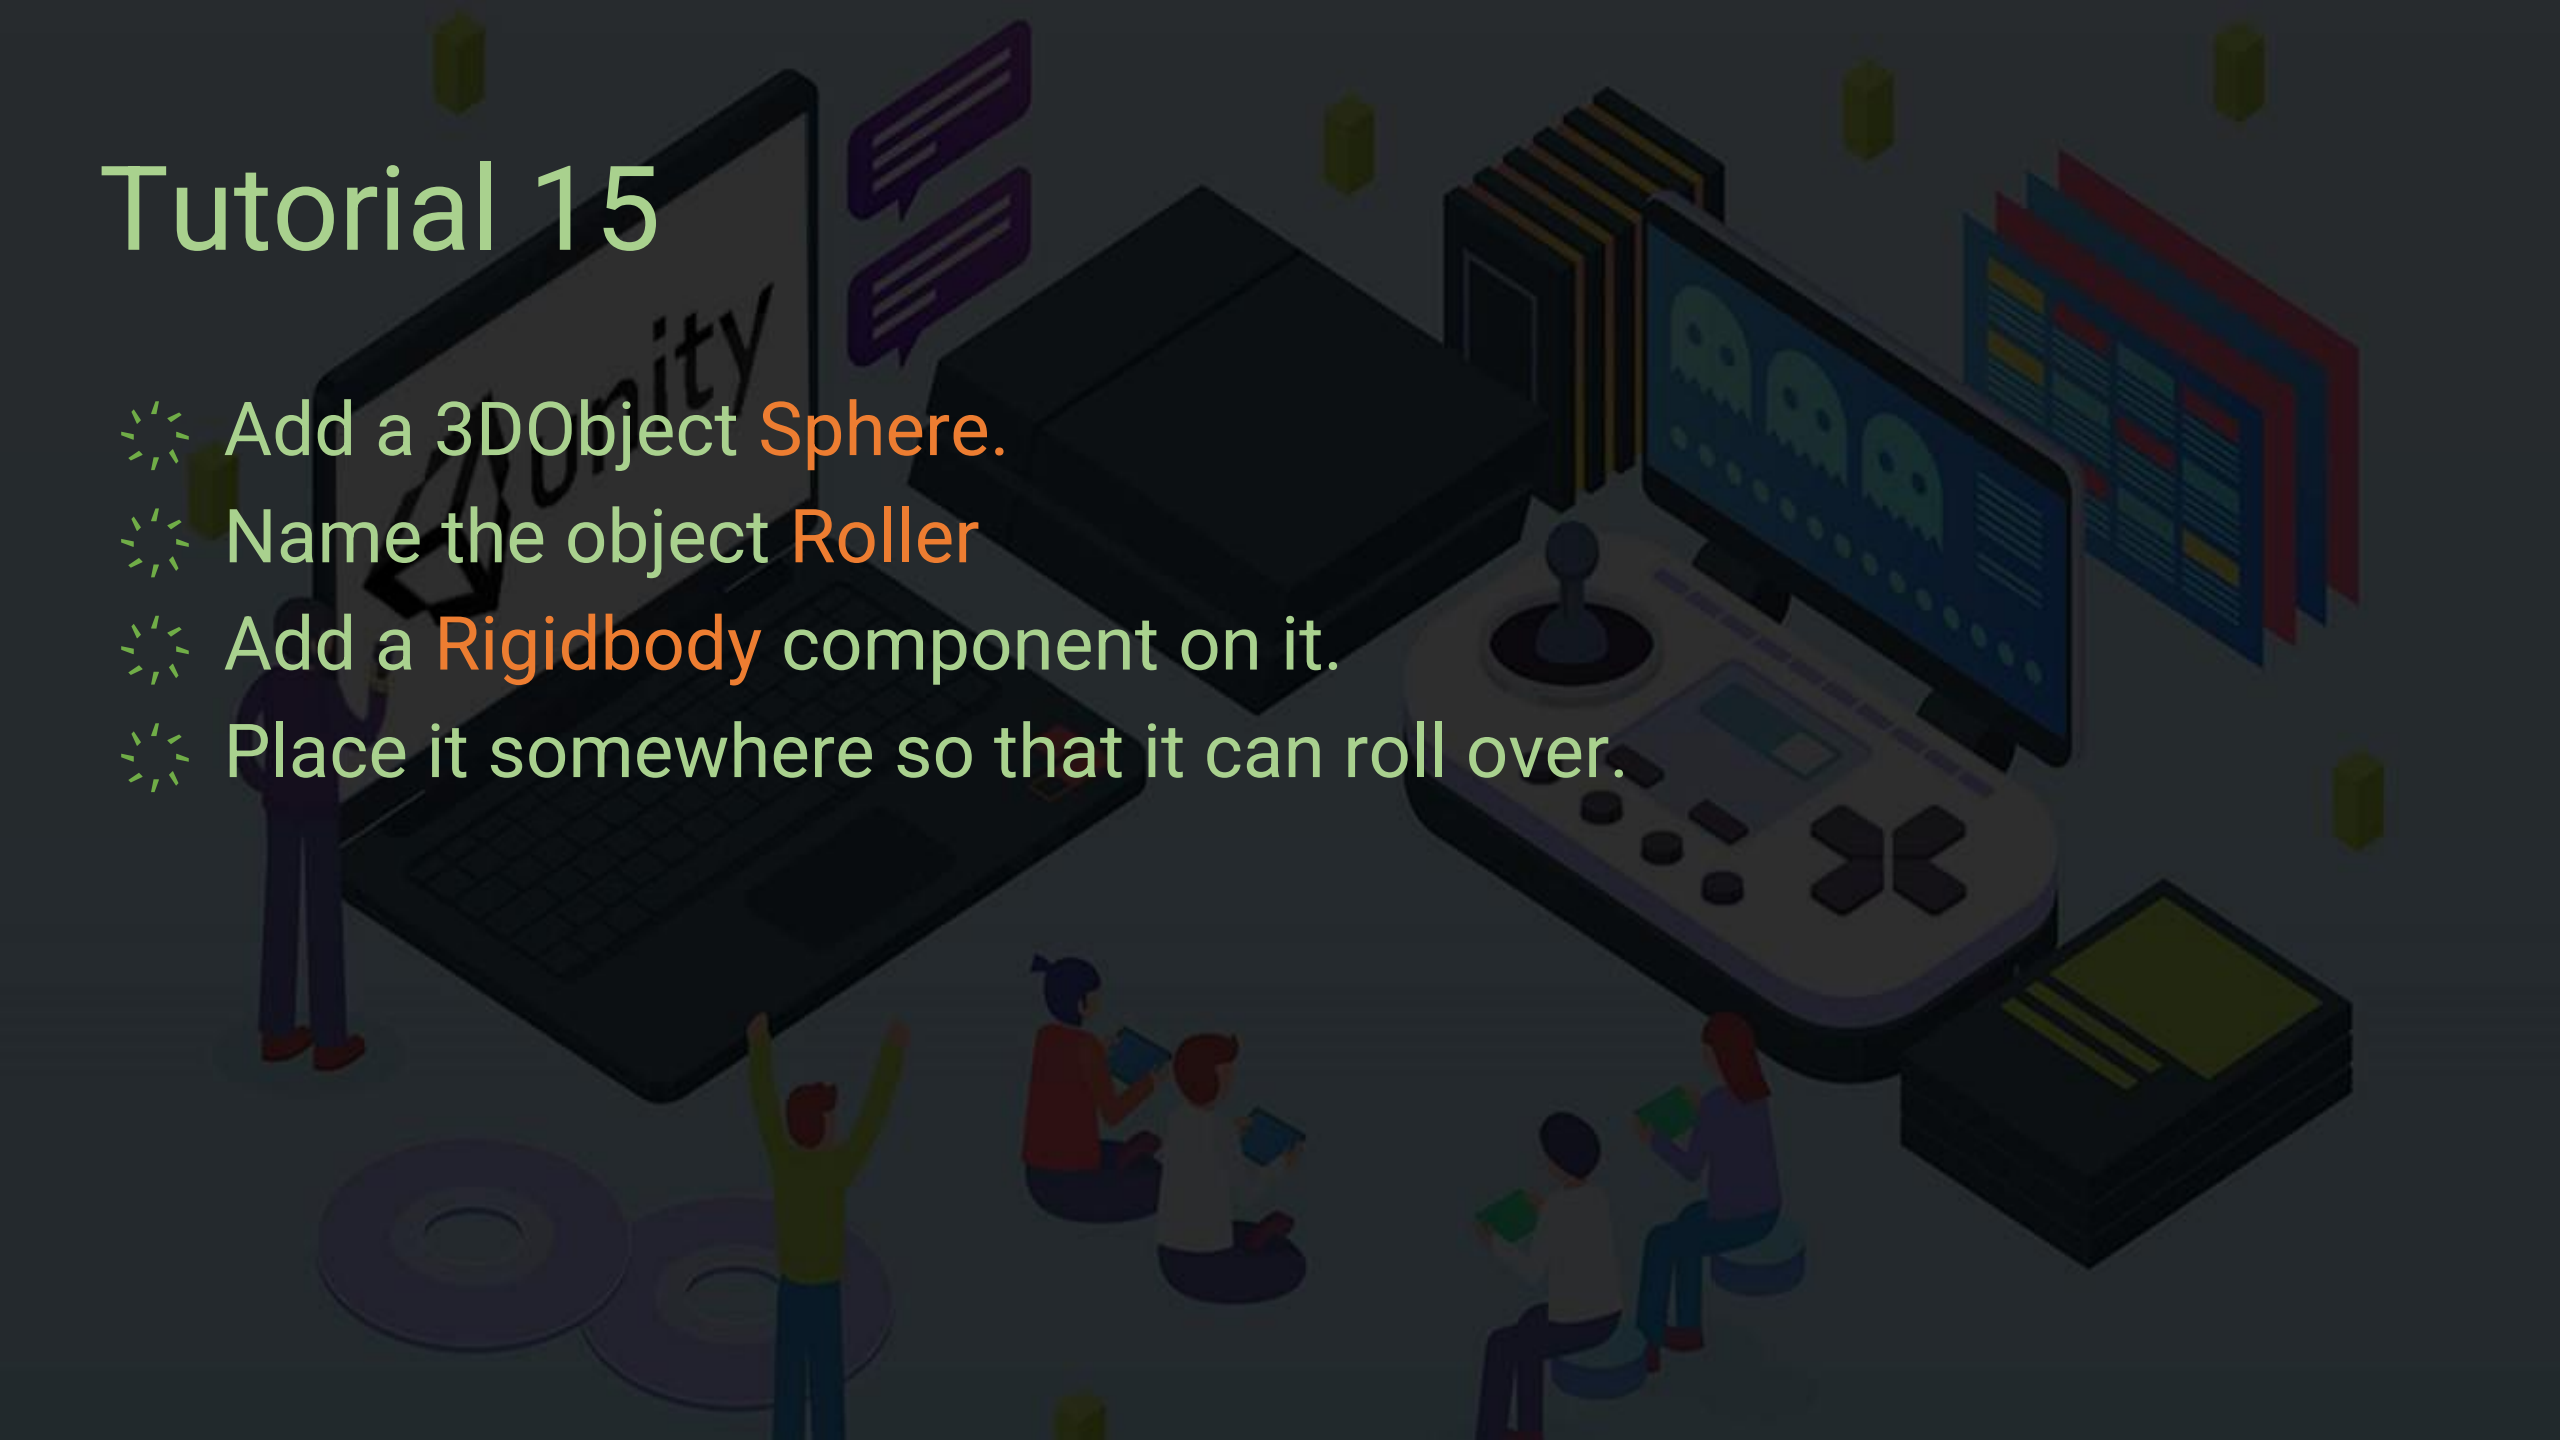 Tutorial 15
unity
Add a 3DObject Sphere.
Name the object Roller
Add a Rigidbody component on it.
Place it somewhere so that it can roll over.